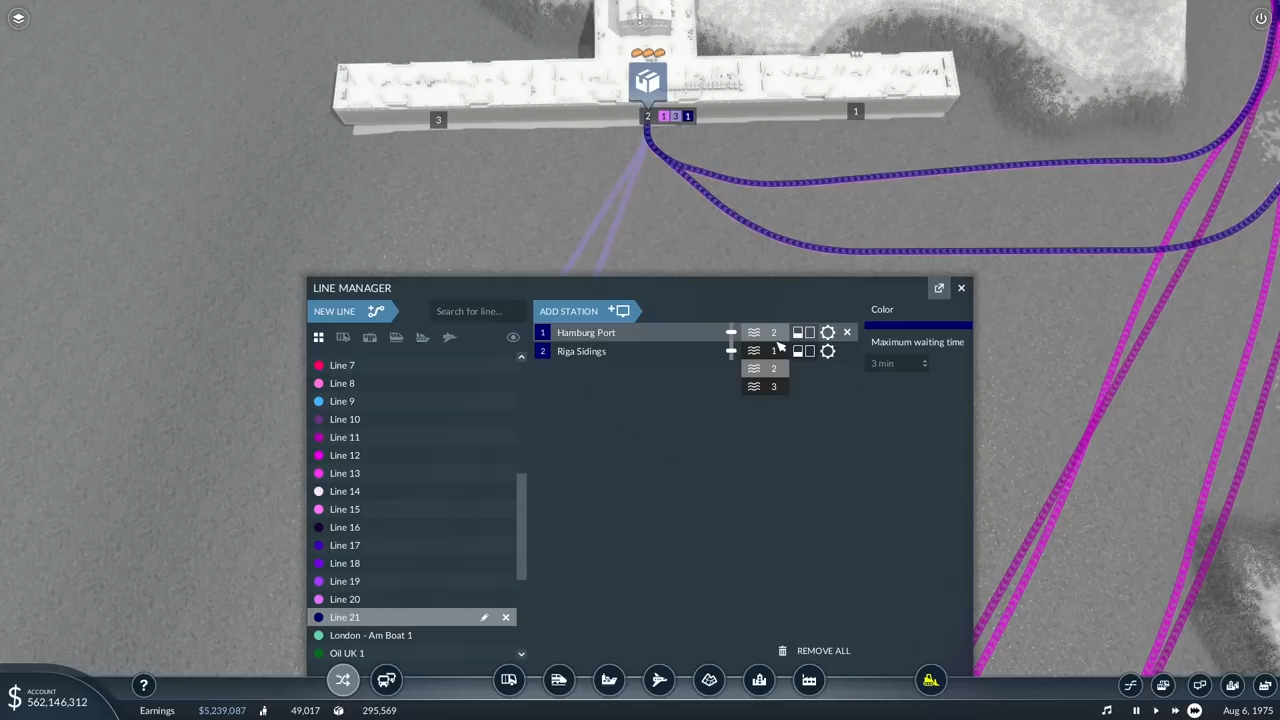 3
2 1 3 1
1
LINE MANAGER
NEW LINE
Search for line...
ADD STATION
Color
1 Hamburg Port 2
Maximum waiting time
2 Riga Sidings 1
3 min
2
3
Line 7
Line 8
Line 9
Line 10
Line 11
Line 12
Line 13
Line 14
Line 15
Line 16
Line 17
Line 18
Line 19
Line 20
Line 21
London - Am Boat 1
Oil UK 1
REMOVE ALL
$ ACCOUNT
562,146,312
?
Earnings $5,239,087 49,017 295,569
Aug 6, 1975